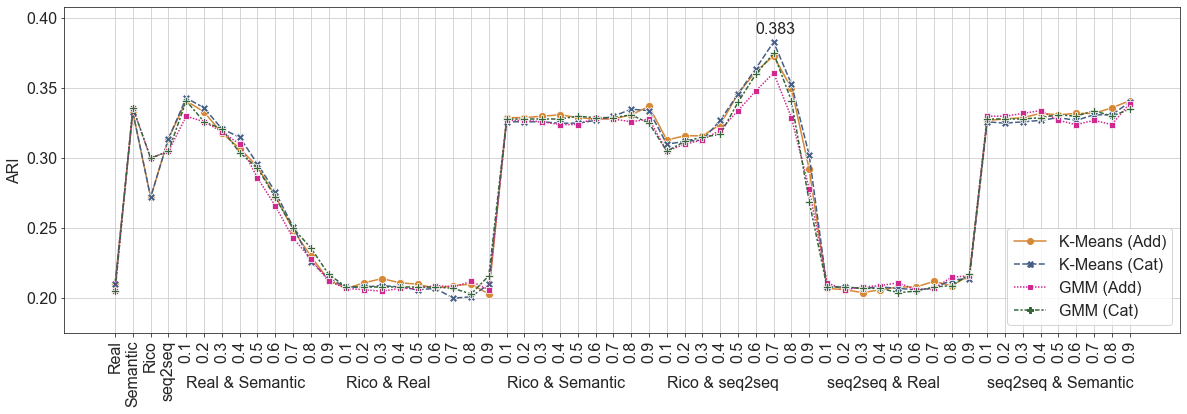 0.40
0.35
0.30
0.25
0.20
ARI
0.383
K-Means (Add)
K-Means (Cat)
GMM (Add)
GMM (Cat)
Real
Semantic
Rico
seq2seq
0.1 0.2 0.3 0.4 0.5 0.6 0.7 0.8 0.9
0.1 0.2 0.3 0.4 0.5 0.6 0.7 0.8 0.9
0.1 0.2 0.3 0.4 0.5 0.6 0.7 0.8 0.9
0.1 0.2 0.3 0.4 0.5 0.6 0.7 0.8 0.9
0.1 0.2 0.3 0.4 0.5 0.6 0.7 0.8 0.9
0.1 0.2 0.3 0.4 0.5 0.6 0.7 0.8 0.9
Real & Semantic
Rico & Real
Rico & Semantic
Rico & seq2seq
seq2seq & Real
seq2seq & Semantic